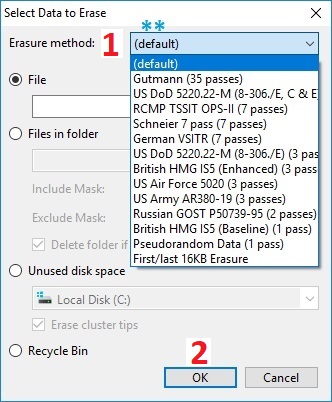 Select Data to Erase
**
Erasure method: 1 (default)
(default)
Gutmann (35 passes)
US DoD 5220.22-M (8-306./E, C & E)
RCMP TSSIT OPS-II (7 passes)
Schneier 7 pass (7 passes)
German VSITR (7 passes)
US DoD 5220.22-M (8-306./E) (3 pas
British HMG IS5 (Enhanced) (3 passe
US Air Force 5020 (3 passes)
US Army AR380-19 (3 passes)
Russian GOST P50739-95 (2 passes)
British HMG IS5 (Baseline) (1 pass)
Pseudorandom Data (1 pass)
First/last 16KB Erasure
File
Files in folder
Include Mask:
Exclude Mask:
Delete folder if
Unused disk space
Local Disk (C:)
Erase cluster tips
Recycle Bin
2
OK Cancel